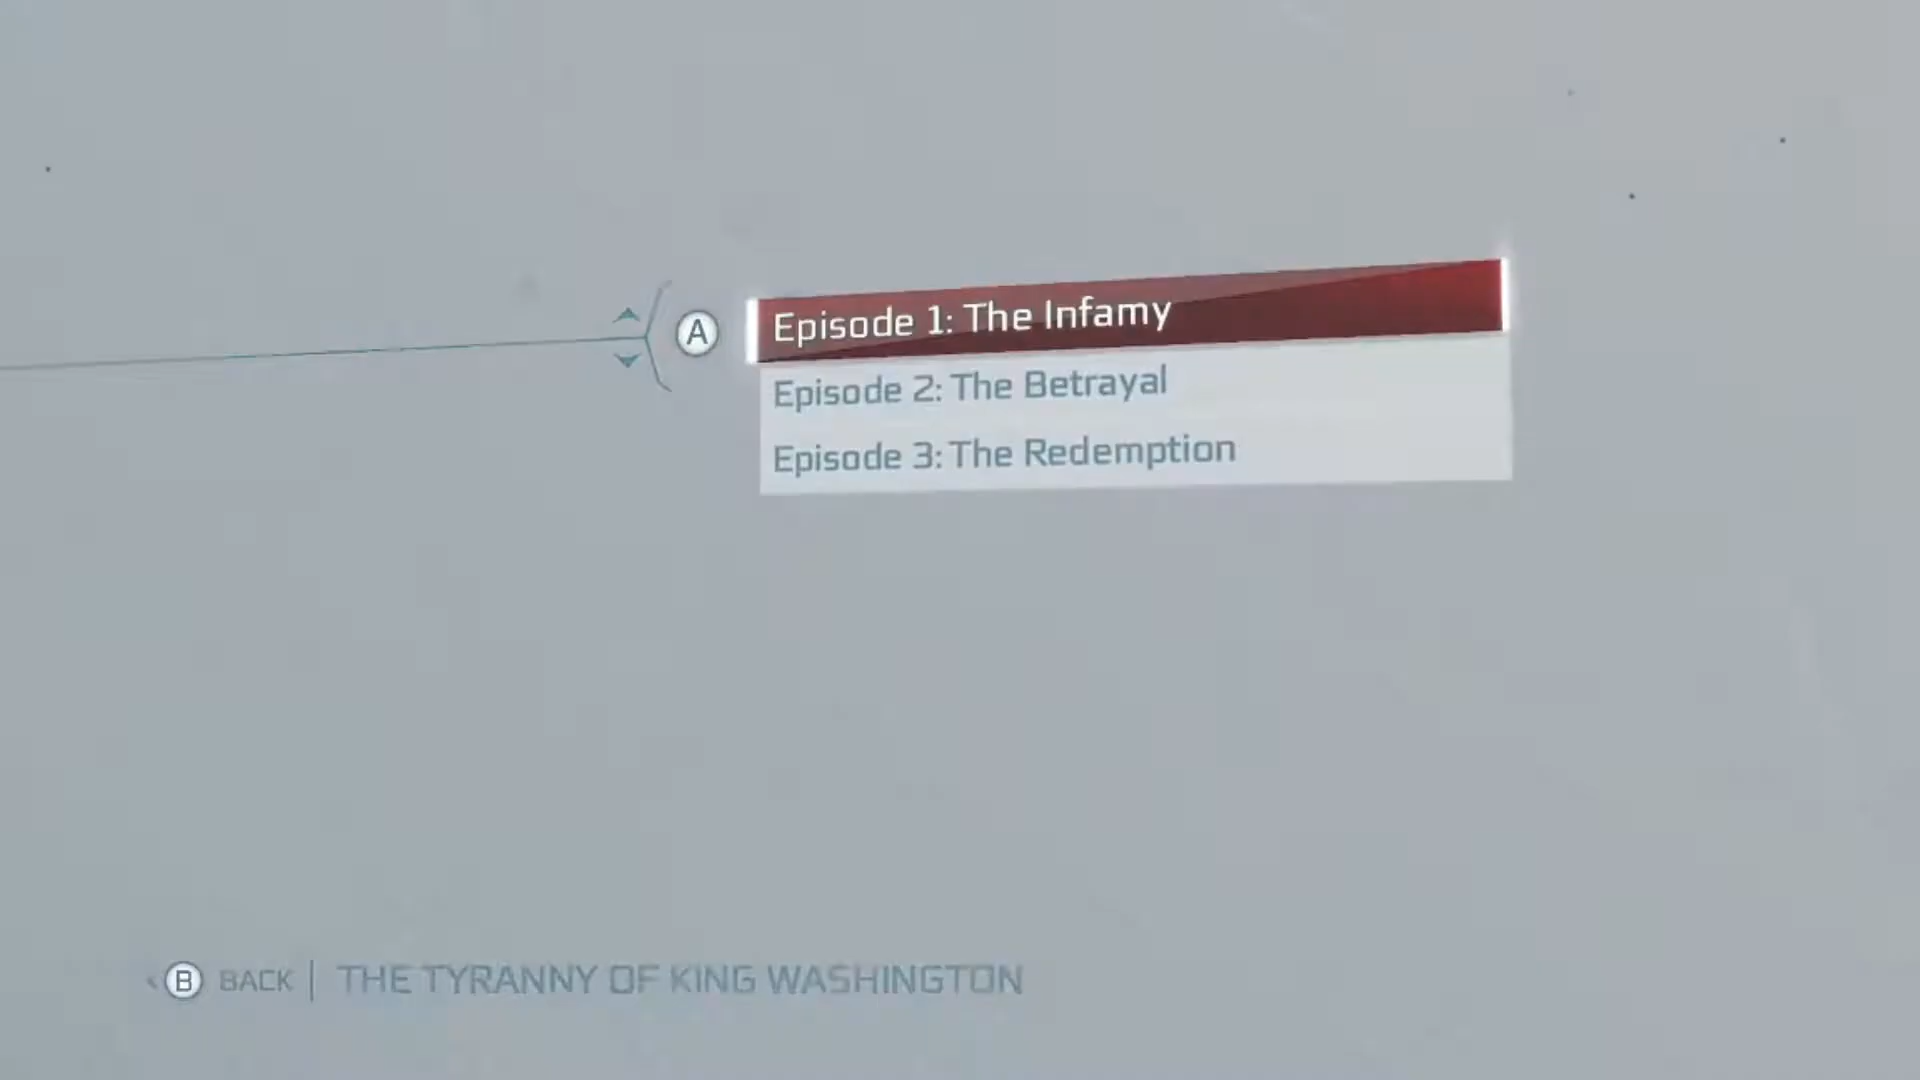 A
Episode 1: The Infamy
Episode 2: The Betrayal
Episode 3: The Redemption
B BACK | THE TYRANNY OF KING WASHINGTON